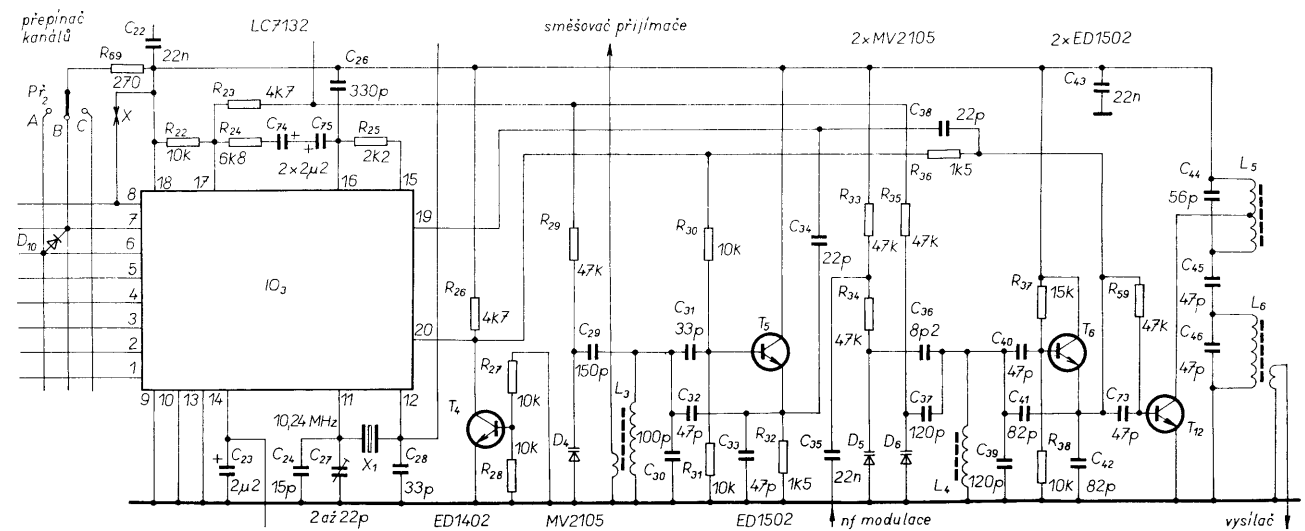 přepínač
kanálů
C22
22n
LC7132
směšovač přijímače
2xMV2105
2xED1502
R69
270
C26
330p
C43
22n
Př2
A
B
C
X
R23
4k7
R22
10k
R24
6k8
C74
+
C75
+
2×2µ2
R25
2k2
C38
22p
R36
1k5
L5
C44
56p
18
17
16
15
8
7
6
5
4
3
2
1
D10
IO3
19
20
R29
47k
R30
10k
C34
22p
R33
47k
R35
47k
R26
4k7
C29
150p
C31
33p
T5
R34
47k
C36
8p2
R37
15k
T6
R59
47k
C45
47p
L6
C46
47p
R27
10k
C40
47p
9
10
13
14
11
12
10,24MHz
X1
T4
10k
R28
D4
L3
100p
C30
C32
47p
C33
47p
R31
10k
R32
1k5
C35
22n
D5
D6
C37
120p
L4
C39
120p
C41
82p
R38
10k
C42
82p
C73
47p
T12
+
C23
2µ2
C24
15p
C27
C28
33p
2 až 22p
ED1402
MV2105
ED1502
nf modulace
vysílač